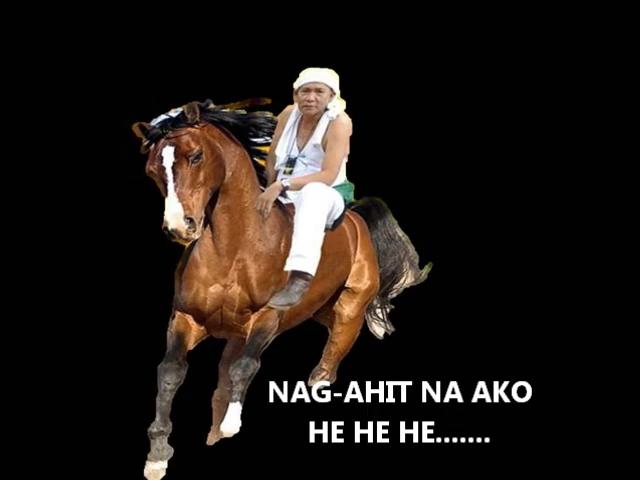 NAG-AHIT NA AKO
HE HE HE.......